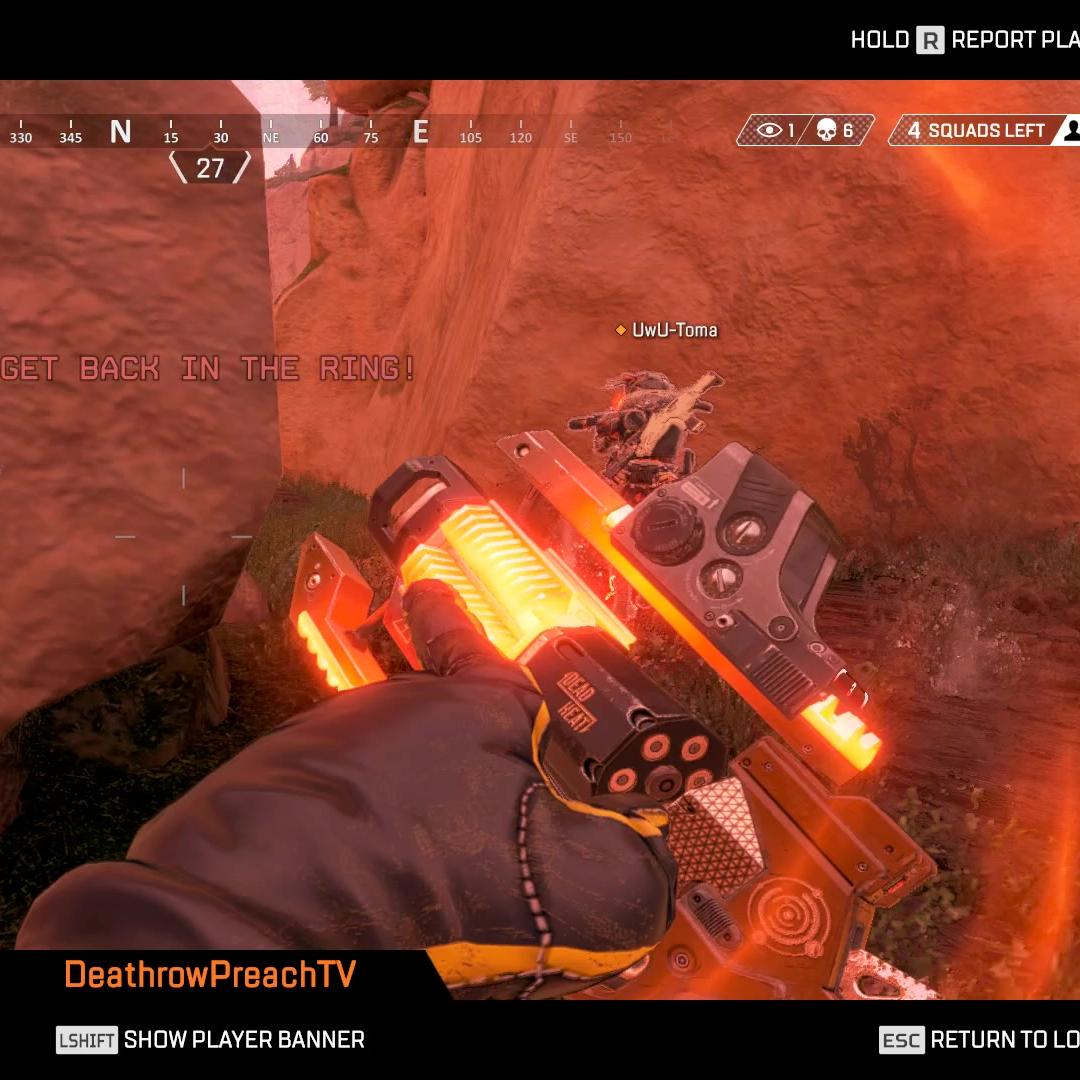 HOLD R REPORT PLA
330 345 N 15 30 NE 60 75 E 105 120 SE 150
27
1 6
4 SQUADS LEFT
UwU-Toma
GET BACK IN THE RING!
DEAD
HEAT
DeathrowPreachTV
LSHIFT SHOW PLAYER BANNER
ESC RETURN TO LO